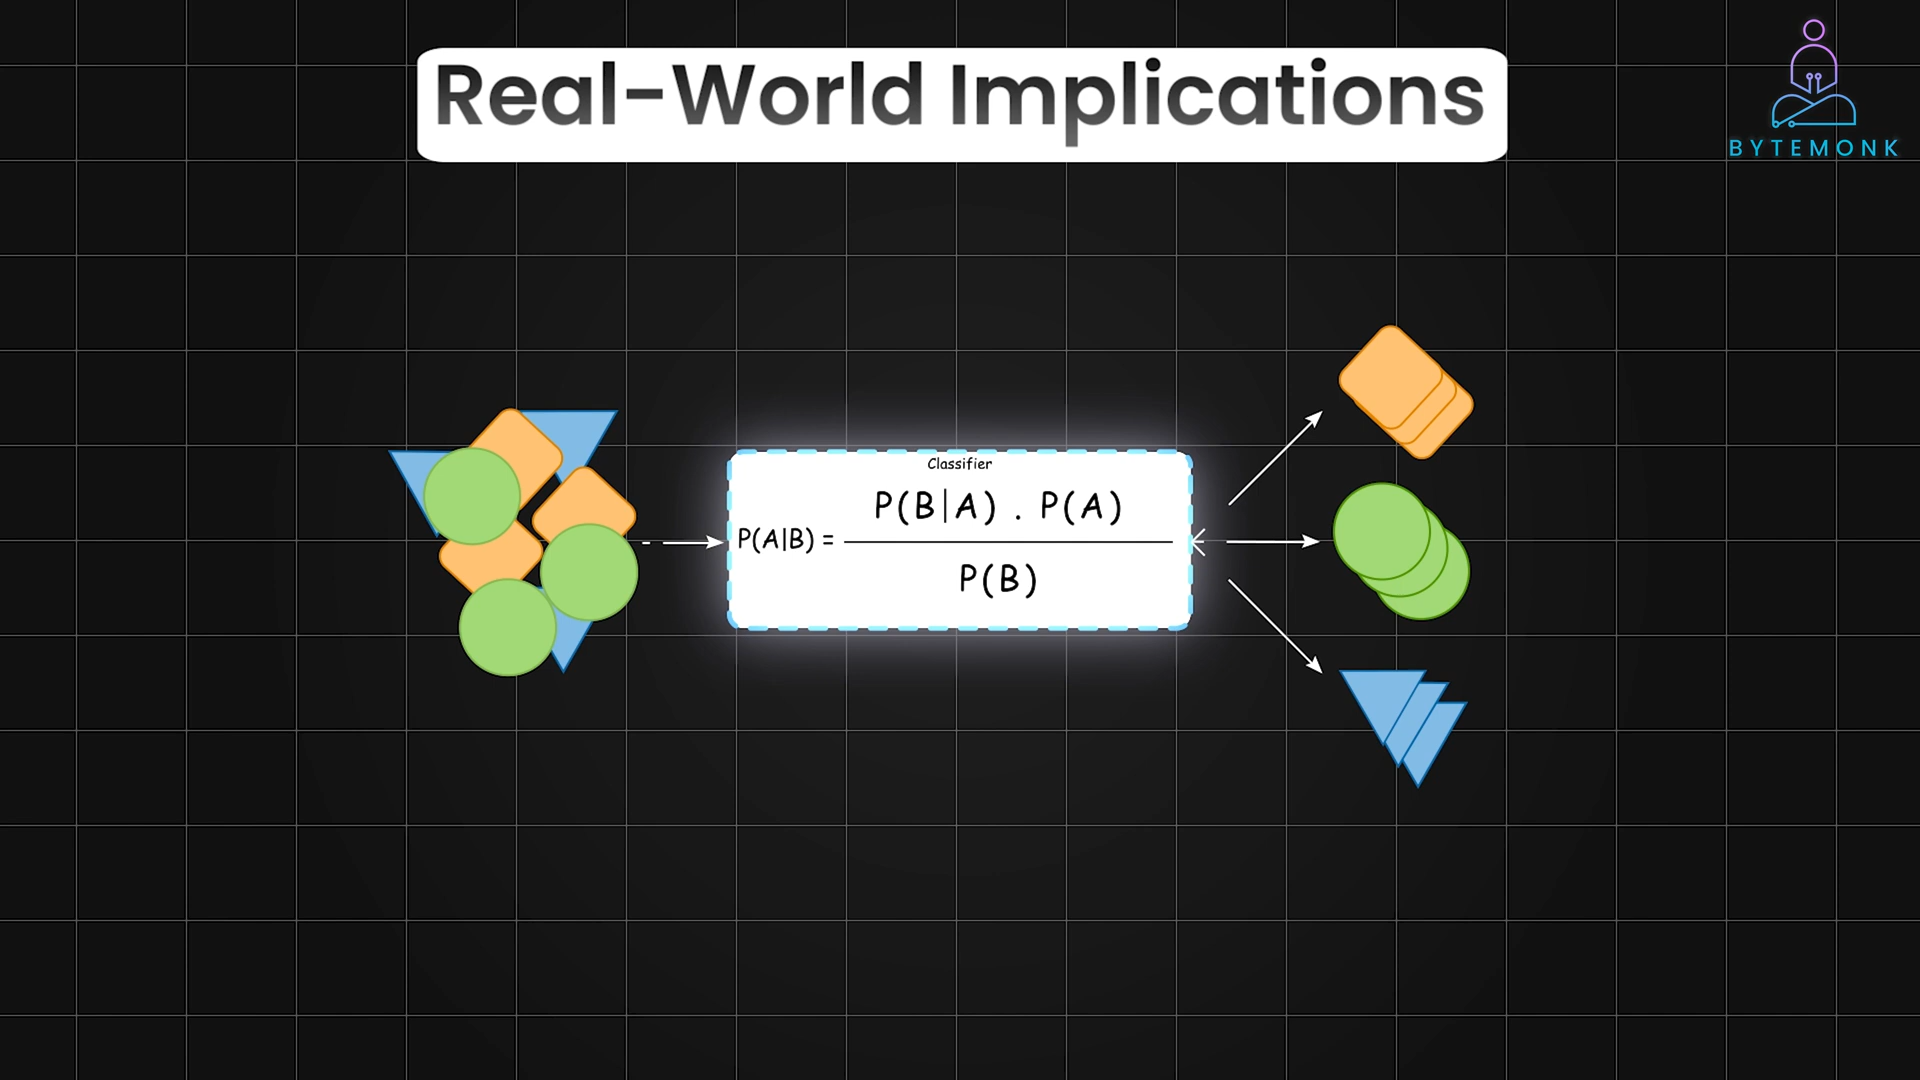 Real-World Implications
BYTEMONK
Classifier
P(B|A) . P(A)
P(A|B) =
P(B)